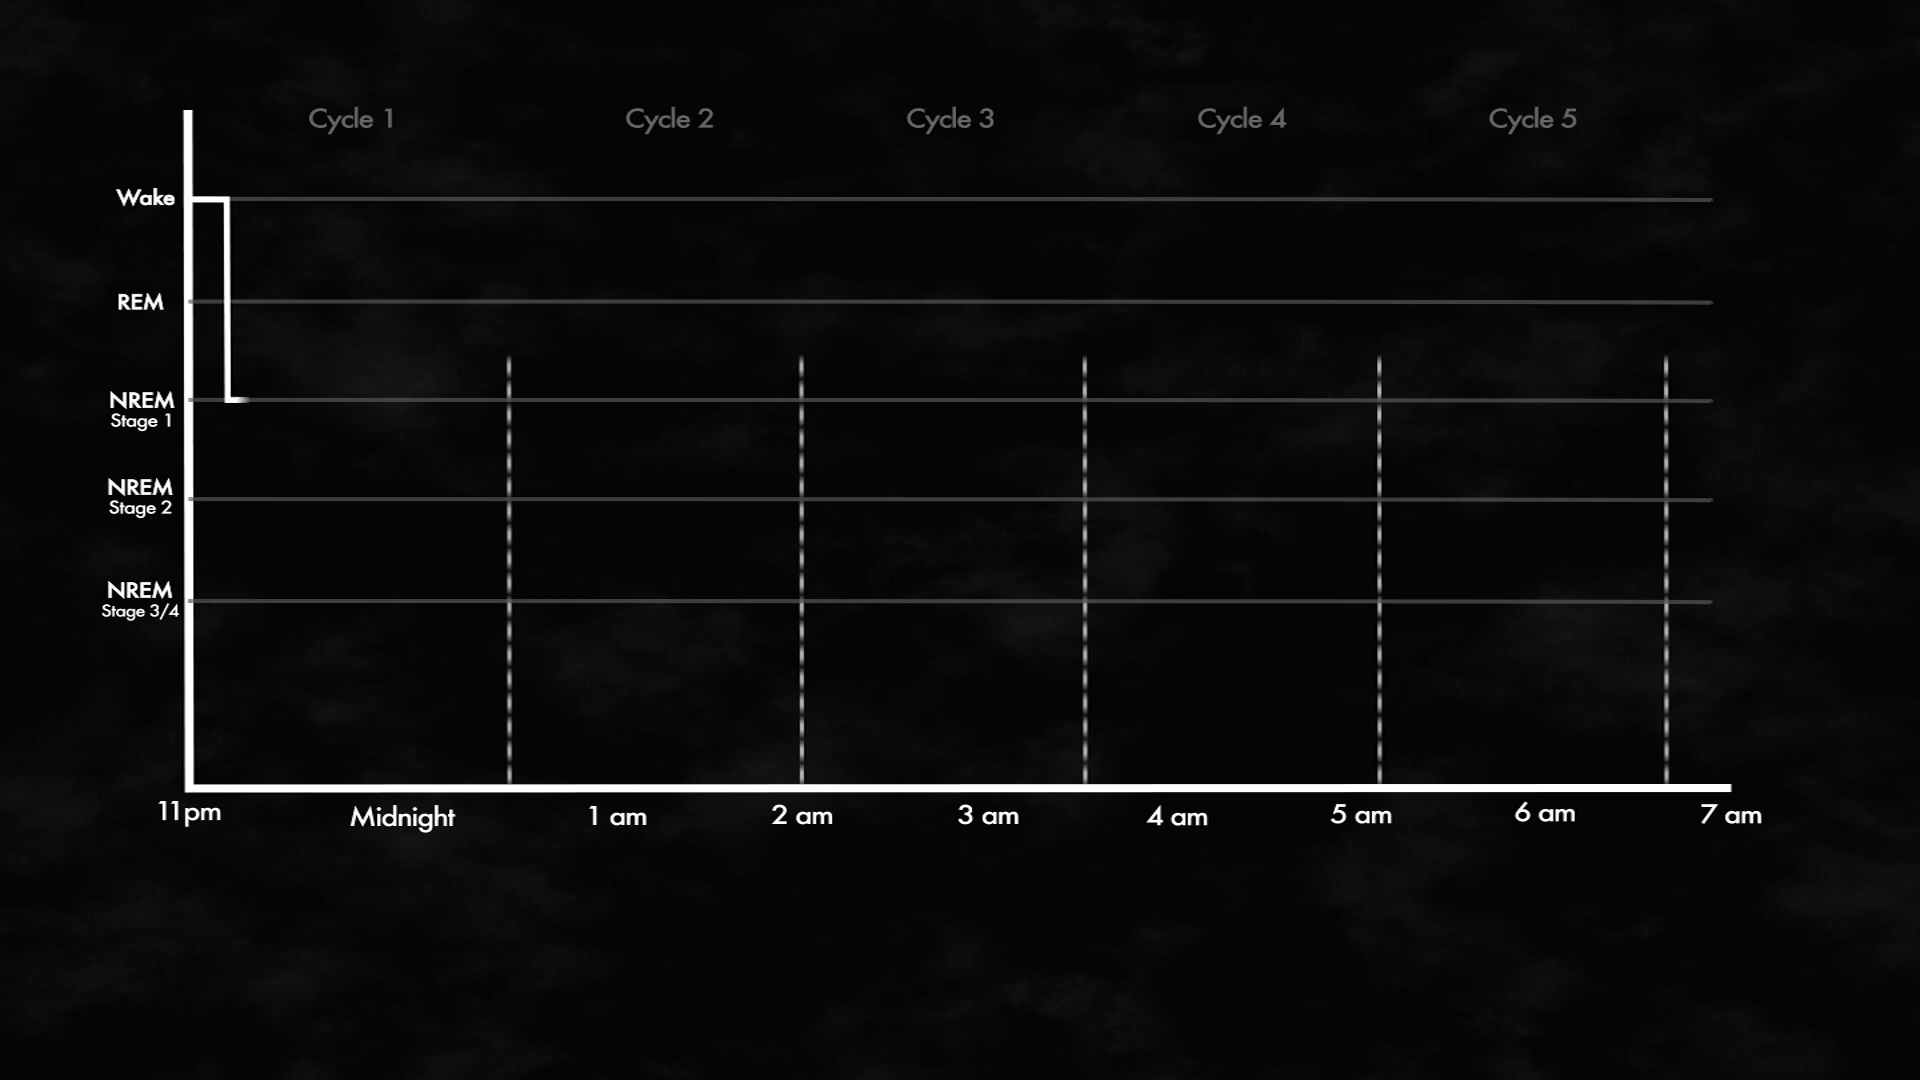 Cycle 1
Cycle 2
Cycle 3
Cycle 4
Cycle 5
Wake
REM
NREM
Stage 1
NREM
Stage 2
NREM
Stage 3/4
11pm
Midnight
1 am
2 am
3 am
4 am
5 am
6 am
7 am